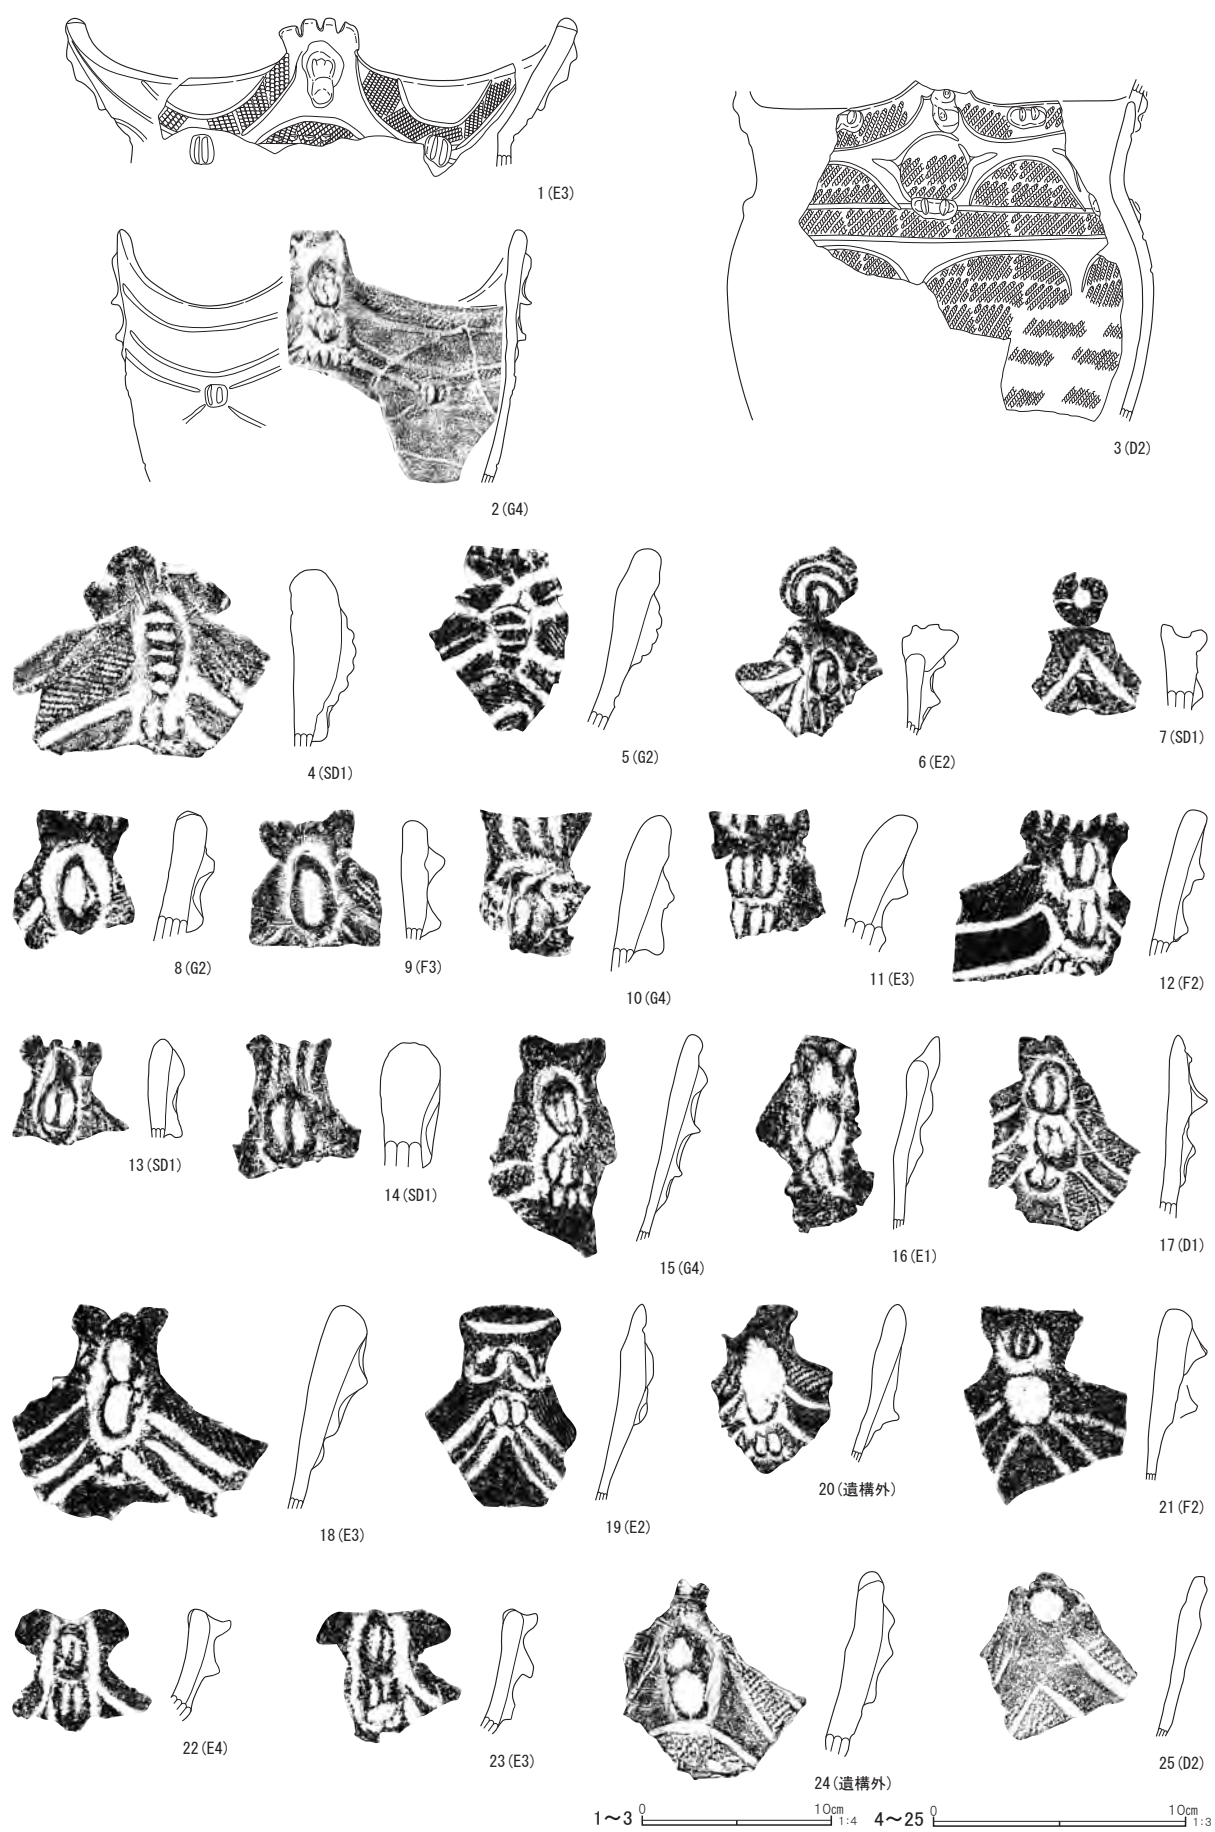 1(E3)
2(G4)
3(D2)
4(SD1)
5(G2)
6(E2)
7(SD1)
8(G2)
9(F3)
10(G4)
11(E3)
12(F2)
13(SD1)
14(SD1)
15(G4)
16(E1)
17(D1)
18(E3)
19(E2)
20(遺構外)
21(F2)
22(E4)
23(E3)
24(遺構外)
25(D2)
1～3 0 10cm 1:4
4～25 0 10cm 1:3